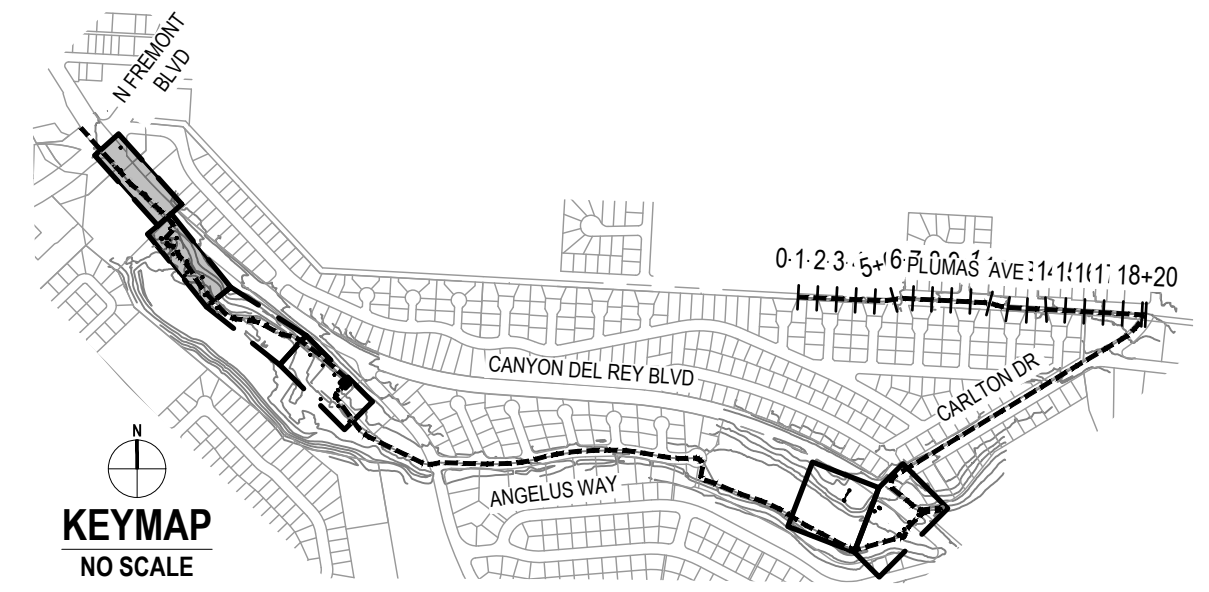 N FREMONT
BLVD
PLUMAS AVE
18+20
CANYON DEL REY BLVD
CARLTON DR
ANGELUS WAY
N
KEYMAP
NO SCALE